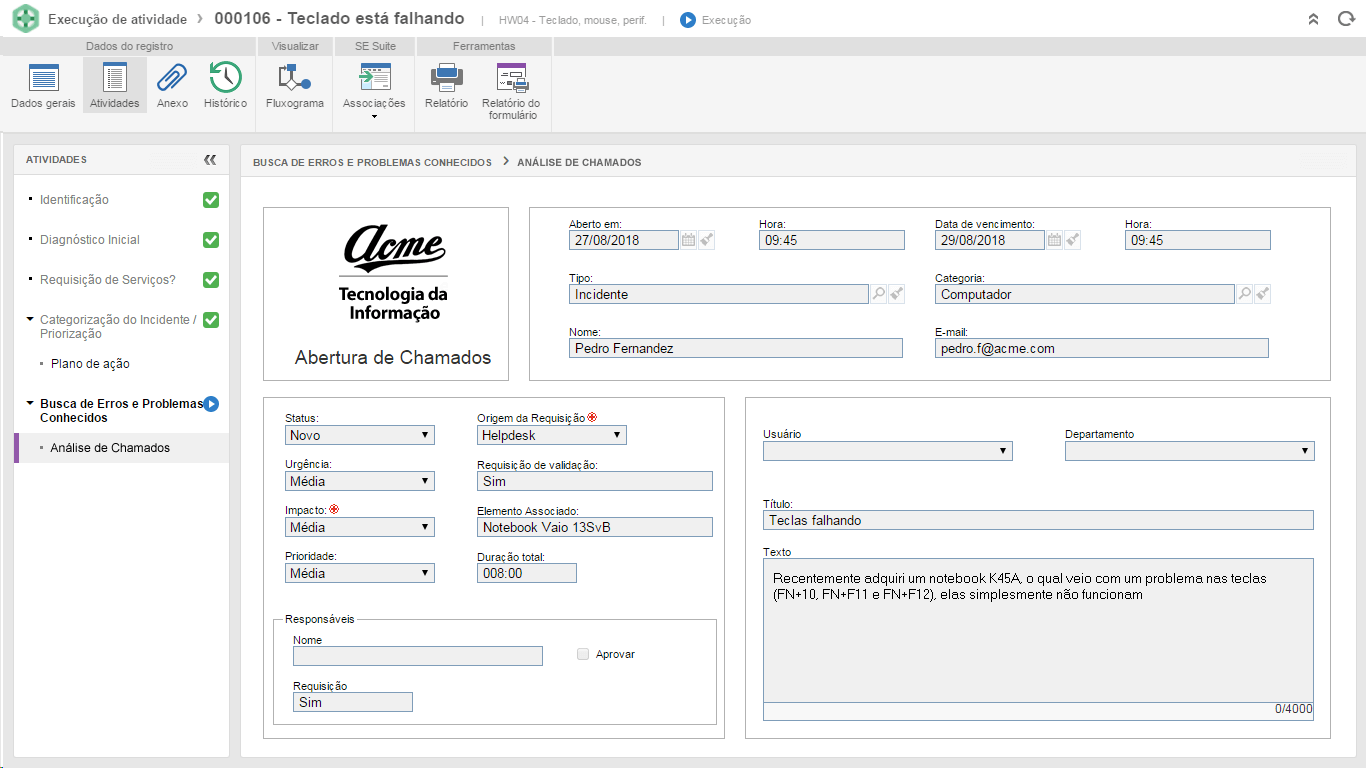 Execução de atividade › 000106 - Teclado está falhando | HW04 - Teclado, mouse, perif. | Execução
Dados do registro Visualizar SE Suite Ferramentas
Dados gerais Atividades Anexo Histórico Fluxograma Associações Relatório Relatório do
formulário
ATIVIDADES
Identificação
Diagnóstico Inicial
Requisição de Serviços?
Categorização do Incidente /
Priorização
Plano de ação
Busca de Erros e Problemas
Conhecidos
Análise de Chamados
BUSCA DE ERROS E PROBLEMAS CONHECIDOS > ANÁLISE DE CHAMADOS
Acme
Tecnologia da
Informação
Abertura de Chamados
Aberto em: Hora: Data de vencimento: Hora:
27/08/2018 09:45 29/08/2018 09:45
Tipo: Categoria:
Incidente Computador
Nome: E-mail:
Pedro Fernandez pedro.f@acme.com
Status: Origem da Requisição
Novo Helpdesk
Urgência: Requisição de validação:
Média Sim
Impacto: Elemento Associado:
Média Notebook Vaio 13SvB
Prioridade: Duração total:
Média 008:00
Responsáveis
Nome
Aprovar
Requisição
Sim
Usuário Departamento
Título:
Teclas falhando
Texto
Recentemente adquiri um notebook K45A, o qual veio com um problema nas teclas
(FN+10, FN+F11 e FN+F12), elas simplesmente não funcionam
0/4000